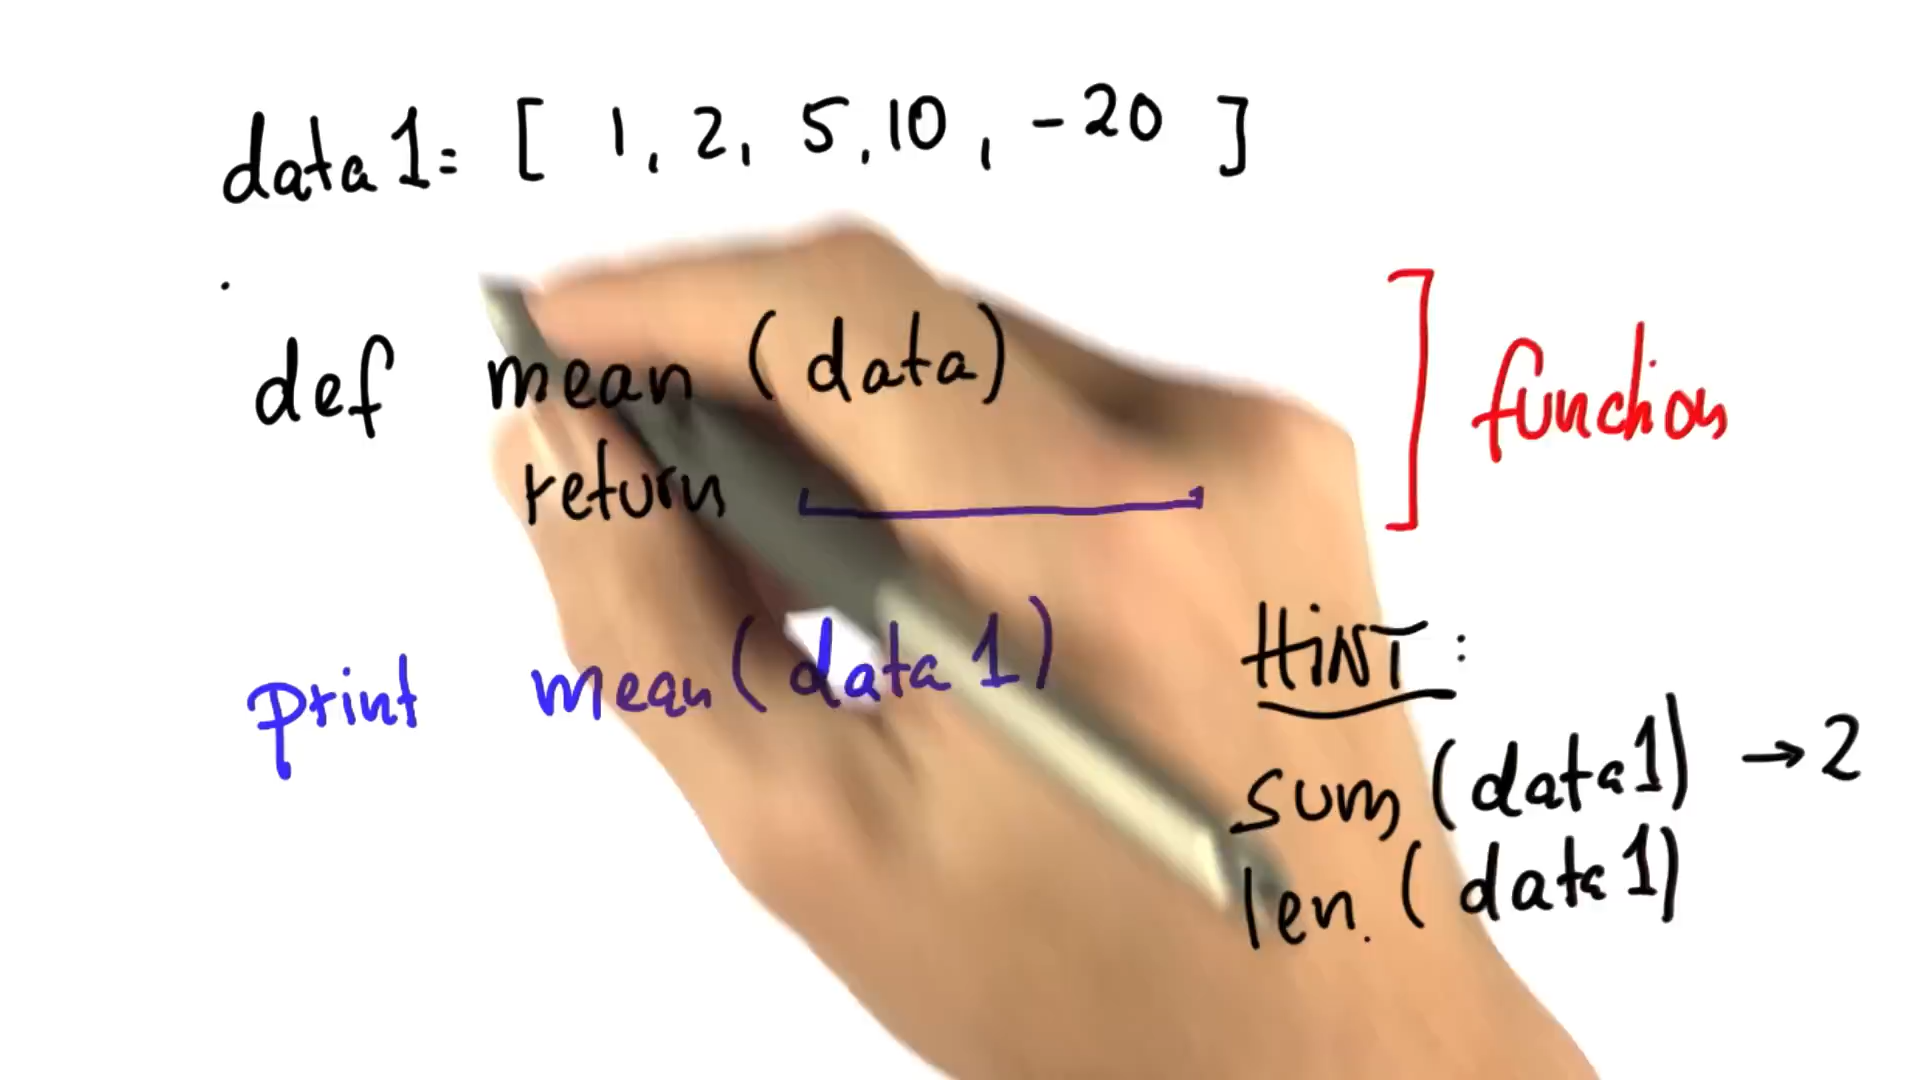 data1= [ 1, 2, 5, 10, -20 ]
def mean (data)
return
function
print mean(data1)
HINT:
sum (data1) → 2
len. (data1)